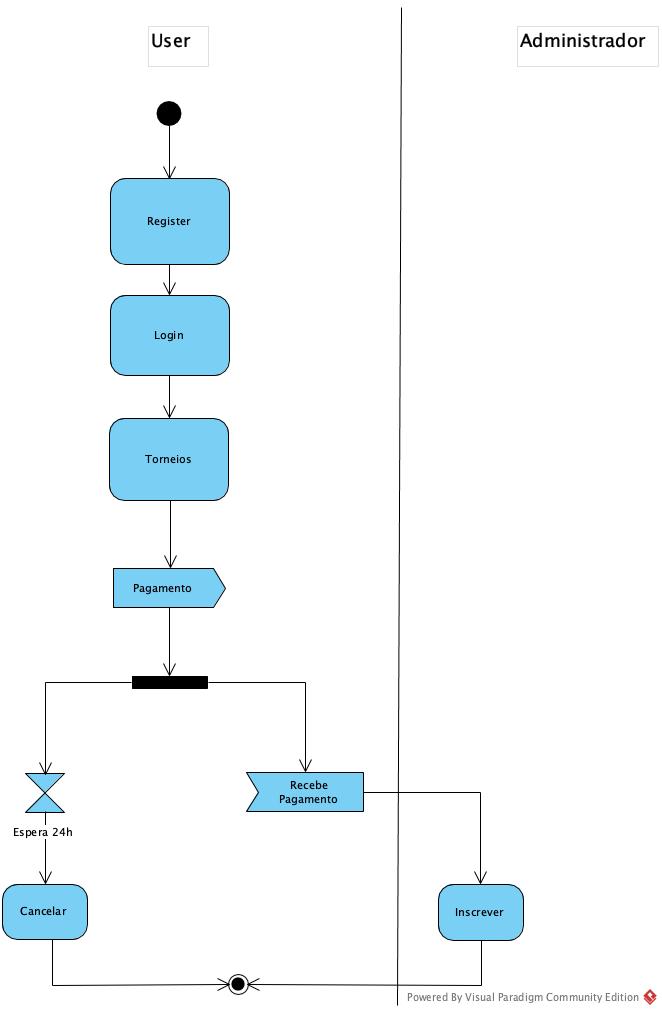 User
Administrador
Register
Login
Torneios
Pagamento
Recebe
Pagamento
Espera 24h
Cancelar
Inscrever
Powered By Visual Paradigm Community Edition